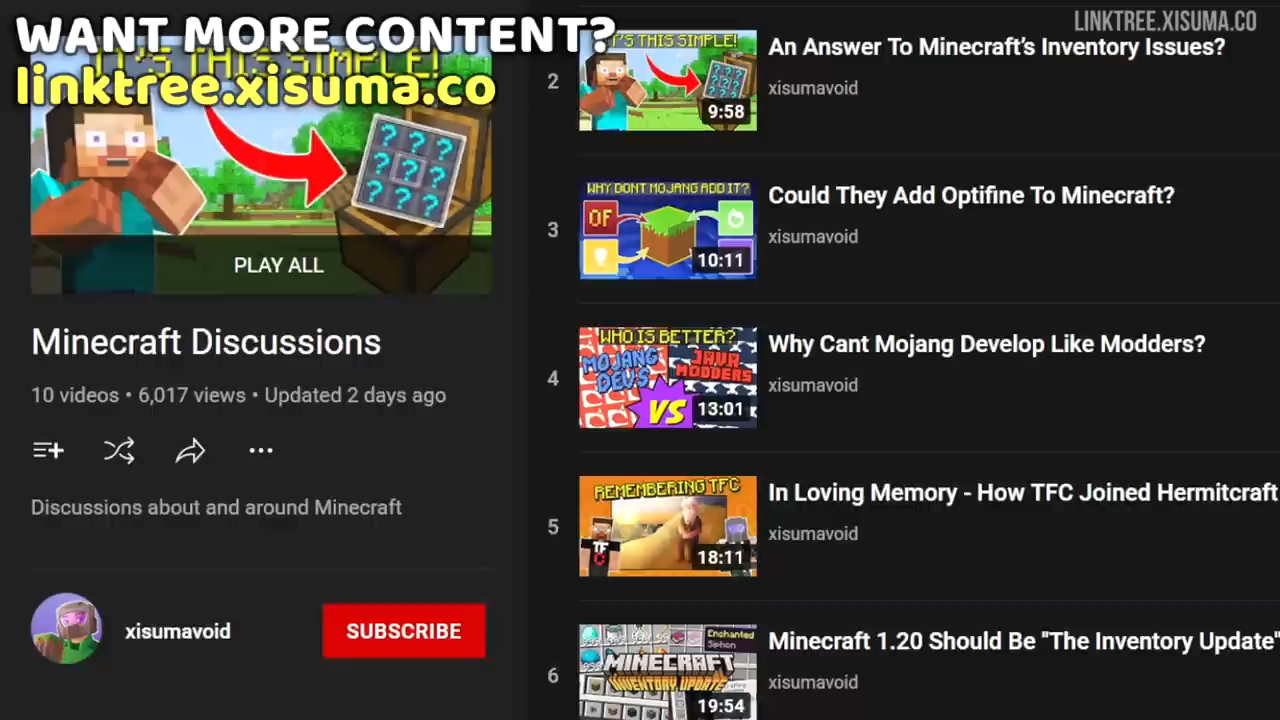 WANT MORE CONTENT?
linktree.xisuma.co
LINKTREE.XISUMA.CO
IT'S THIS SIMPLE!
? ? ?
? ? ?
? ? ?
PLAY ALL
Minecraft Discussions
10 videos • 6,017 views • Updated 2 days ago
Discussions about and around Minecraft
xisumavoid
SUBSCRIBE
2
IT'S THIS SIMPLE!
9:58
An Answer To Minecraft's Inventory Issues?
xisumavoid
3
WHY DONT MOJANG ADD IT?
OF
10:11
Could They Add Optifine To Minecraft?
xisumavoid
4
WHO IS BETTER?
MOJANG DEVS
JAVA MODDERS
VS
13:01
Why Cant Mojang Develop Like Modders?
xisumavoid
5
REMEMBERING TFC
TFC
18:11
In Loving Memory - How TFC Joined Hermitcraft
xisumavoid
6
Enchanted
Siphon
MINECRAFT
INVENTORY UPDATE
19:54
Minecraft 1.20 Should Be "The Inventory Update"
xisumavoid